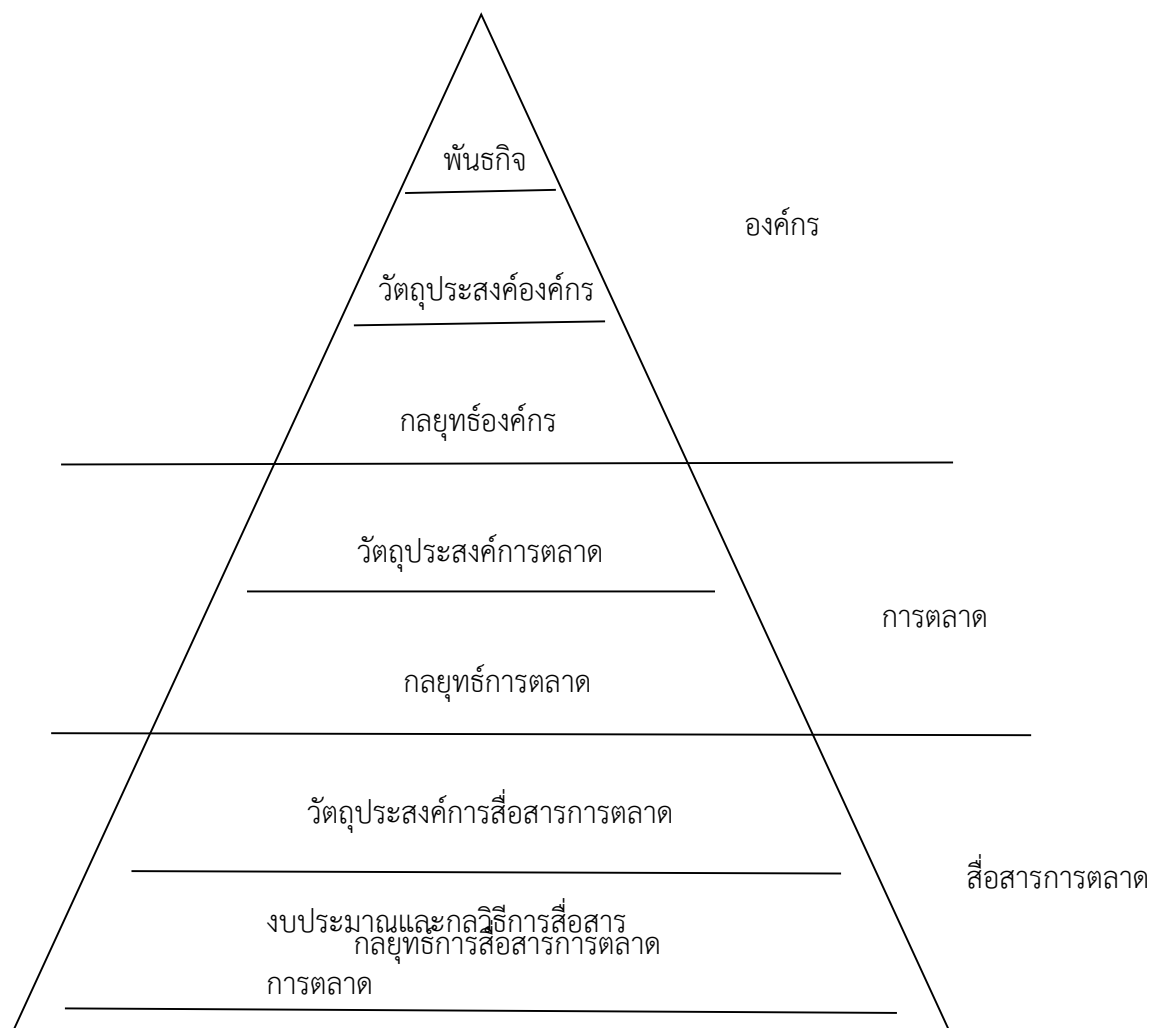 พันธกิจ
องค์กร
วัตถุประสงค์องค์กร
กลยุทธ์องค์กร
วัตถุประสงค์การตลาด
การตลาด
กลยุทธ์การตลาด
วัตถุประสงค์การสื่อสารการตลาด
สื่อสารการตลาด
งบประมาณและกลวิธีการสื่อสาร
กลยุทธ์การสื่อสารการตลาด
การตลาด